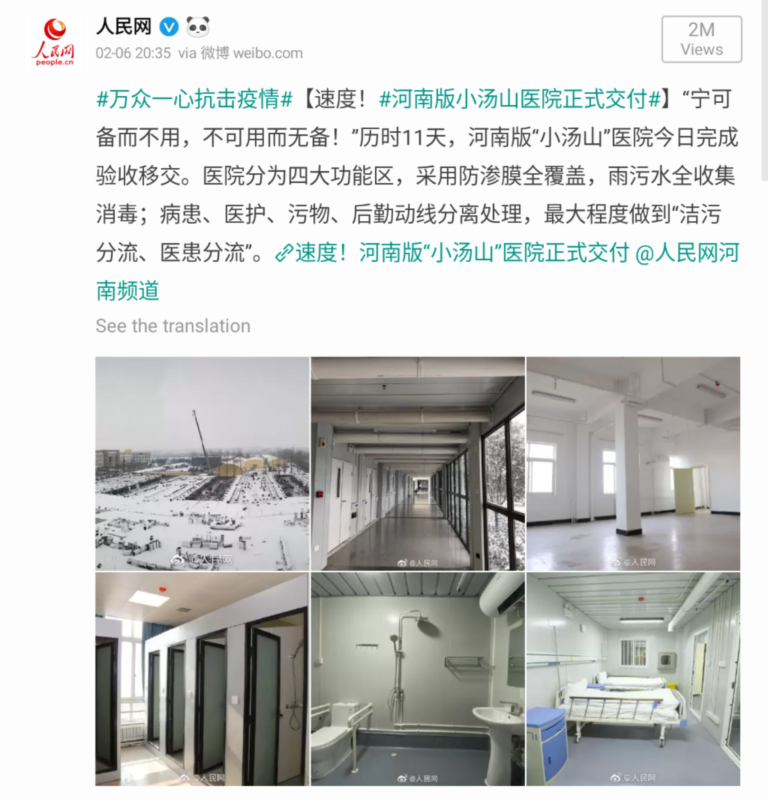 人民网
02-06 20:35 via 微博 weibo.com
2M
Views
人民网
people.cn
#万众一心抗击疫情#【速度！#河南版小汤山医院正式交付#】“宁可
备而不用，不可用而无备！”历时11天，河南版“小汤山”医院今日完成
验收移交。医院分为四大功能区，采用防渗膜全覆盖，雨污水全收集
消毒；病患、医护、污物、后勤动线分离处理，最大程度做到“洁污
分流、医患分流”。速度！河南版“小汤山”医院正式交付 @人民网河
南频道
See the translation
@人民网
@人民网
@人民网
@人民网
@人民网
@人民网